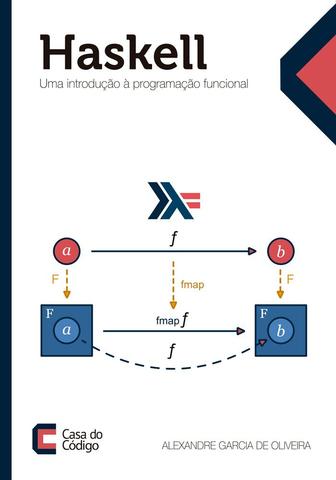 Haskell
Uma introdução à programação funcional
f
a
b
F
fmap
F
F
a
fmap f
F
b
f
Casa do
Código
ALEXANDRE GARCIA DE OLIVEIRA